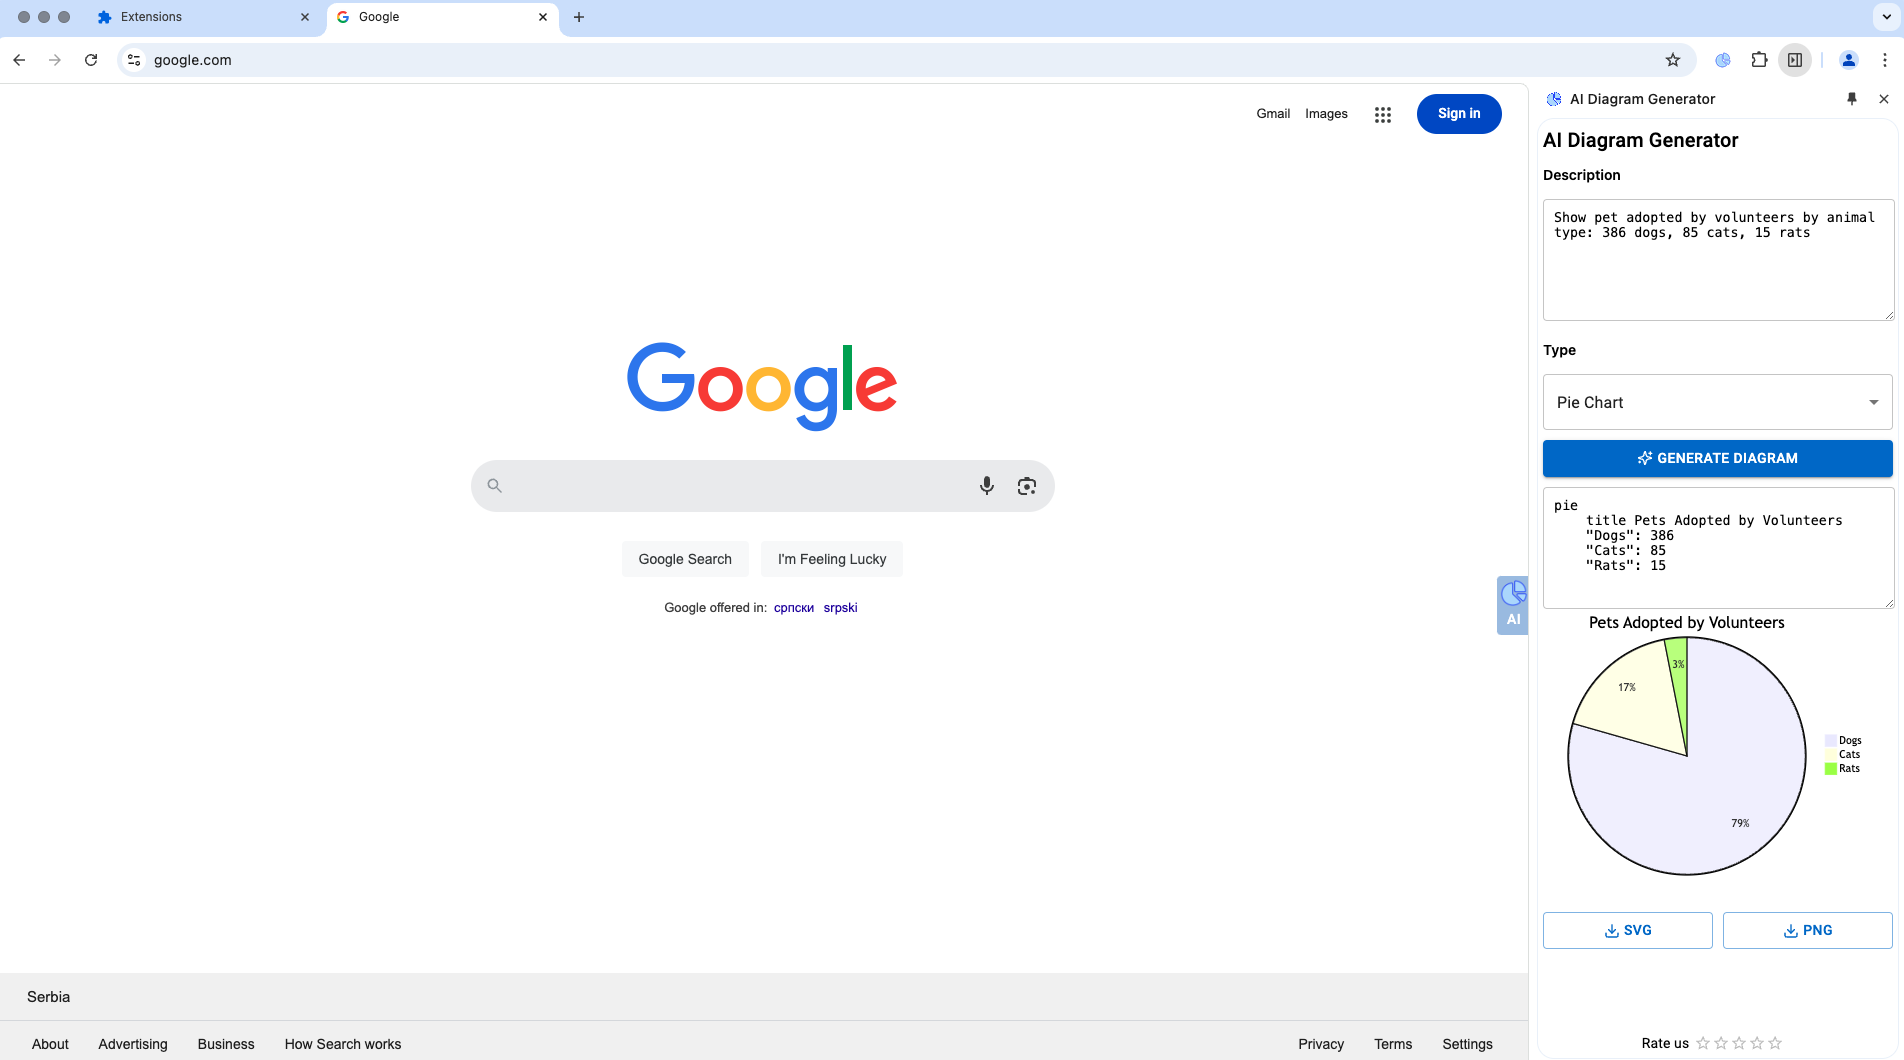 Extensions
Google
google.com
Gmail Images
Sign in
Google
Google Search I'm Feeling Lucky
Google offered in: српски srpski
AI
Serbia
About Advertising Business How Search works
Privacy Terms Settings
AI Diagram Generator
AI Diagram Generator
Description
Show pet adopted by volunteers by animal
type: 386 dogs, 85 cats, 15 rats
Type
Pie Chart
GENERATE DIAGRAM
pie
title Pets Adopted by Volunteers
"Dogs": 386
"Cats": 85
"Rats": 15
Pets Adopted by Volunteers
3%
17%
79%
Dogs
Cats
Rats
SVG PNG
Rate us